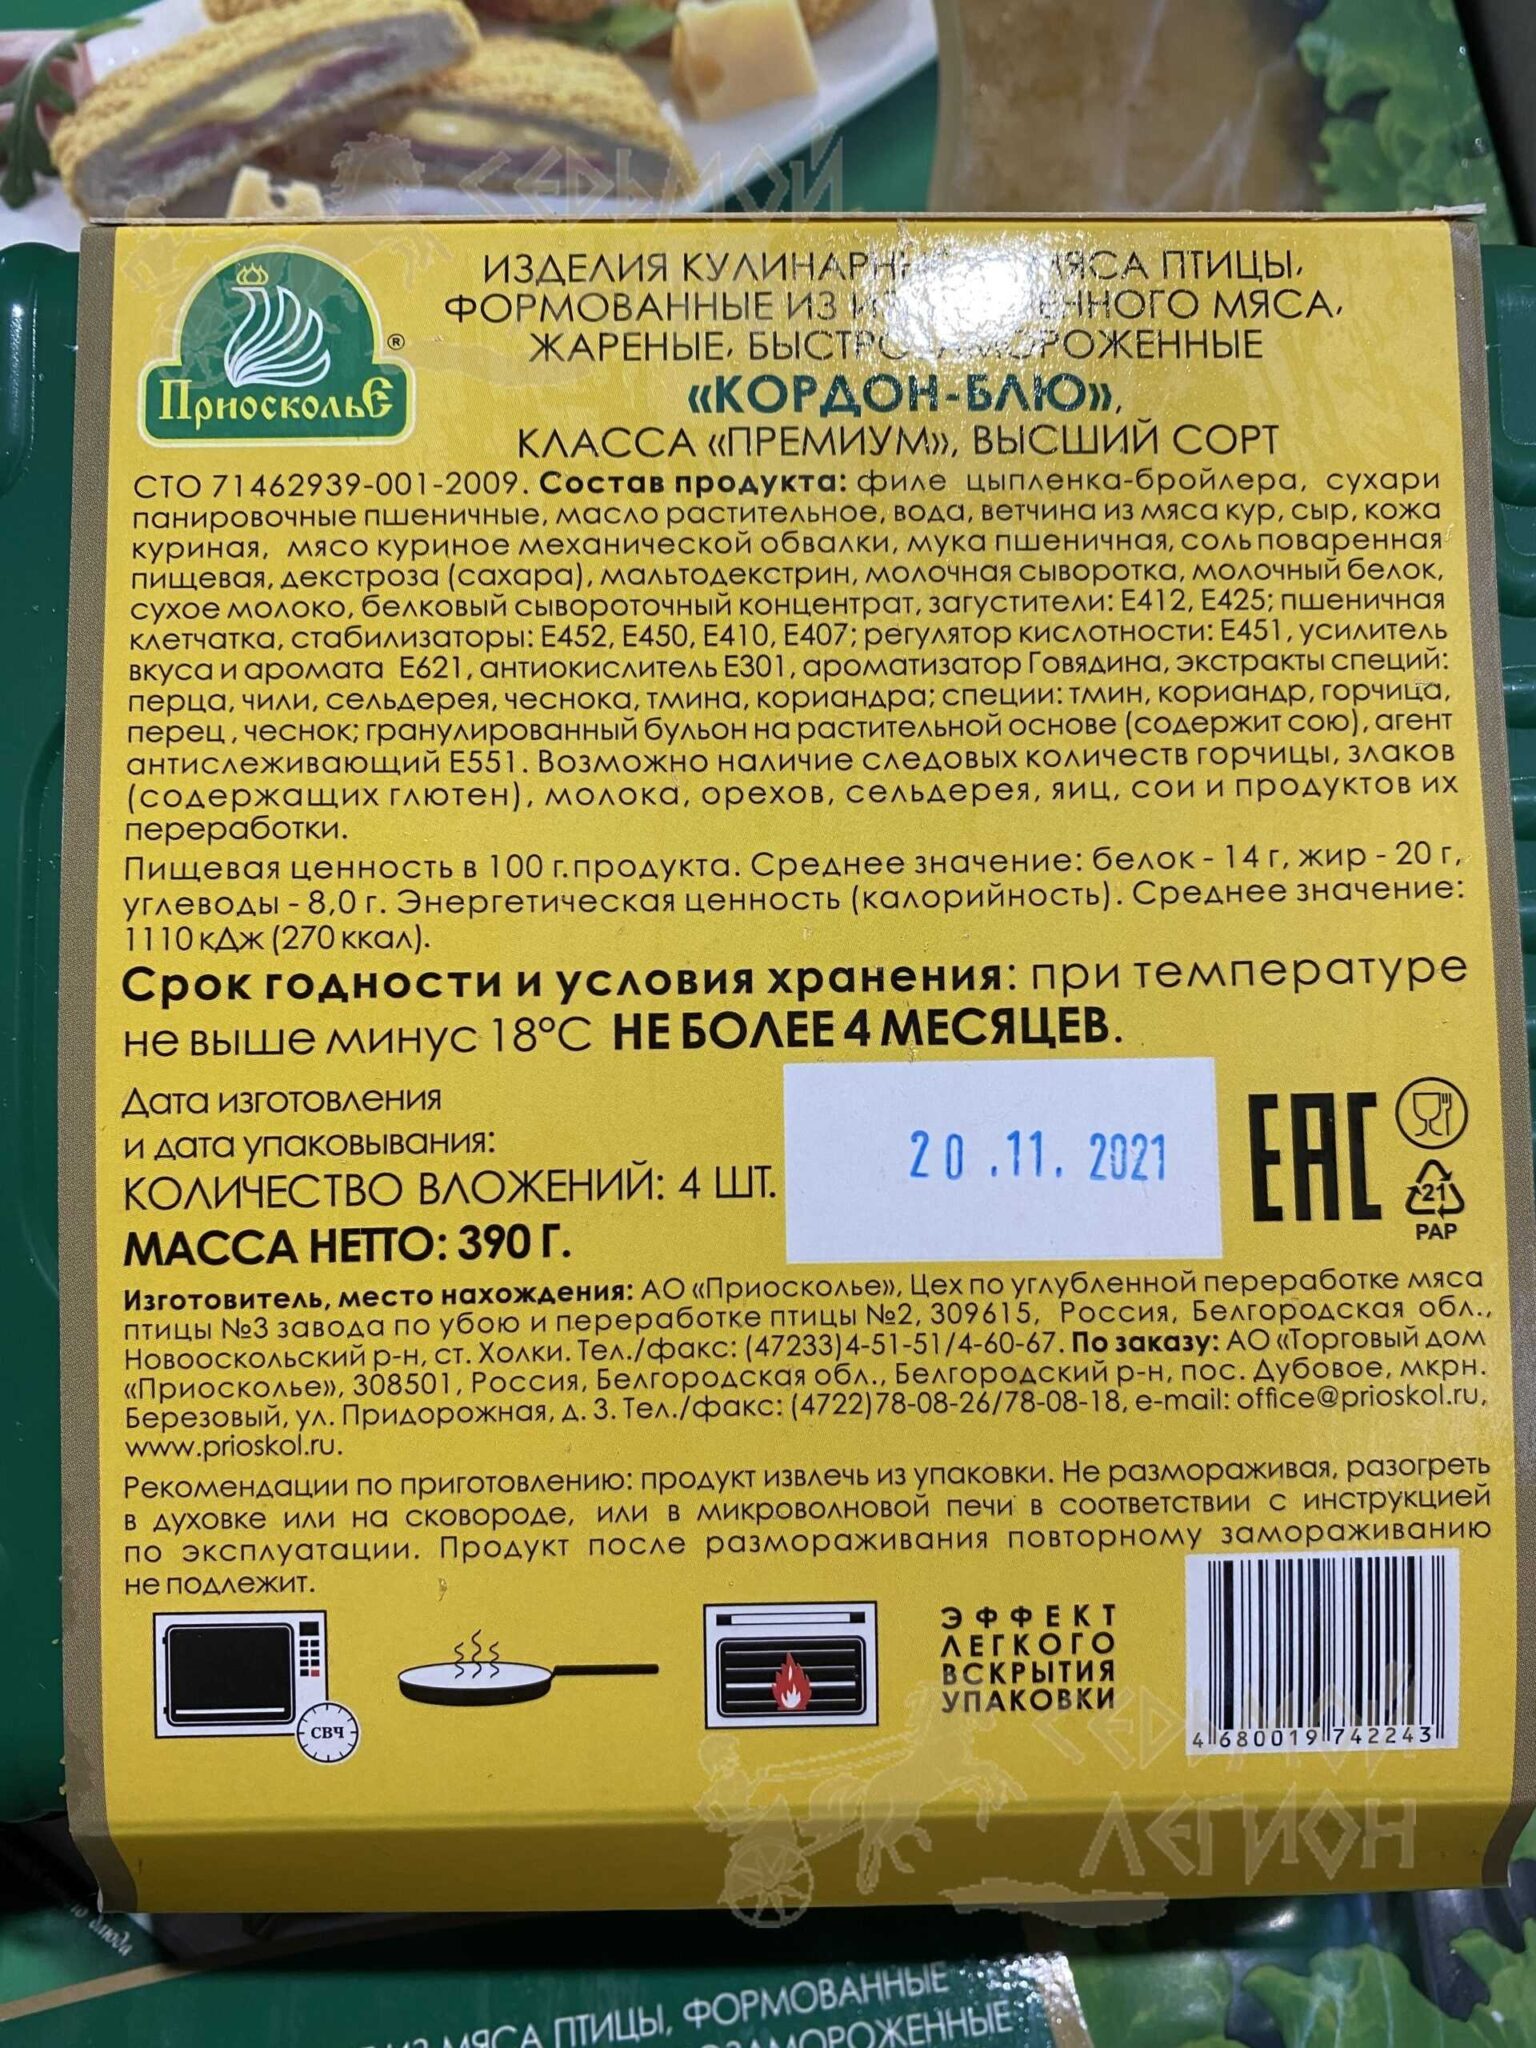 СЕДЬМОЙ
ИЗДЕЛИЯ КУЛИНАРНЫ МЯСА ПТИЦЫ,
ФОРМОВАННЫЕ ИЗ МЯСА,
ЖАРЕНЫЕ, БЫСТРОЗАМОРОЖЕННЫЕ
«КОРДОН-БЛЮ»,
КЛАССА «ПРЕМИУМ», ВЫСШИЙ СОРТ
ПриоскольЕ ®
СТО 71462939-001-2009. Состав продукта: филе цыпленка-бройлера, сухари
панировочные пшеничные, масло растительное, вода, ветчина из мяса кур, сыр, кожа
куриная, мясо куриное механической обвалки, мука пшеничная, соль поваренная
пищевая, декстроза (сахара), мальтодекстрин, молочная сыворотка, молочный белок,
сухое молоко, белковый сывороточный концентрат, загустители: Е412, Е425; пшеничная
клетчатка, стабилизаторы: Е452, Е450, Е410, Е407; регулятор кислотности: Е451, усилитель
вкуса и аромата Е621, антиокислитель Е301, ароматизатор Говядина, экстракты специй:
перца, чили, сельдерея, чеснока, тмина, кориандра; специи: тмин, кориандр, горчица,
перец, чеснок; гранулированный бульон на растительной основе (содержит сою), агент
антислеживающий Е551. Возможно наличие следовых количеств горчицы, злаков
(содержащих глютен), молока, орехов, сельдерея, яиц, сои и продуктов их
переработки.
Пищевая ценность в 100 г.продукта. Среднее значение: белок - 14 г, жир - 20 г,
углеводы - 8,0 г. Энергетическая ценность (калорийность). Среднее значение:
1110 кДж (270 ккал).
Срок годности и условия хранения: при температуре
не выше минус 18°С НЕ БОЛЕЕ 4 МЕСЯЦЕВ.
Дата изготовления
и дата упаковывания:
20.11.2021
КОЛИЧЕСТВО ВЛОЖЕНИЙ: 4 ШТ.
МАССА НЕТТО: 390 Г.
ЕАС
21
PAP
Изготовитель, место нахождения: АО «Приосколье», Цех по углубленной переработке мяса
птицы №3 завода по убою и переработке птицы №2, 309615, Россия, Белгородская обл.,
Новооскольский р-н, ст. Холки. Тел./факс: (47233)4-51-51/4-60-67. По заказу: АО «Торговый дом
«Приосколье», 308501, Россия, Белгородская обл., Белгородский р-н, пос. Дубовое, мкрн.
Березовый, ул. Придорожная, д. 3. Тел./факс: (4722)78-08-26/78-08-18, e-mail: office@prioskol.ru,
www.prioskol.ru.
Рекомендации по приготовлению: продукт извлечь из упаковки. Не размораживая, разогреть
в духовке или на сковороде, или в микроволновой печи в соответствии с инструкцией
по эксплуатации. Продукт после размораживания повторному замораживанию
не подлежит.
СВЧ
ЭФФЕКТ
ЛЕГКОГО
ВСКРЫТИЯ
УПАКОВКИ
4 680019 742243
СЕДЬМОЙ
ЛЕГИОН
блюда
ИЗ МЯСА ПТИЦЫ, ФОРМОВАННЫЕ